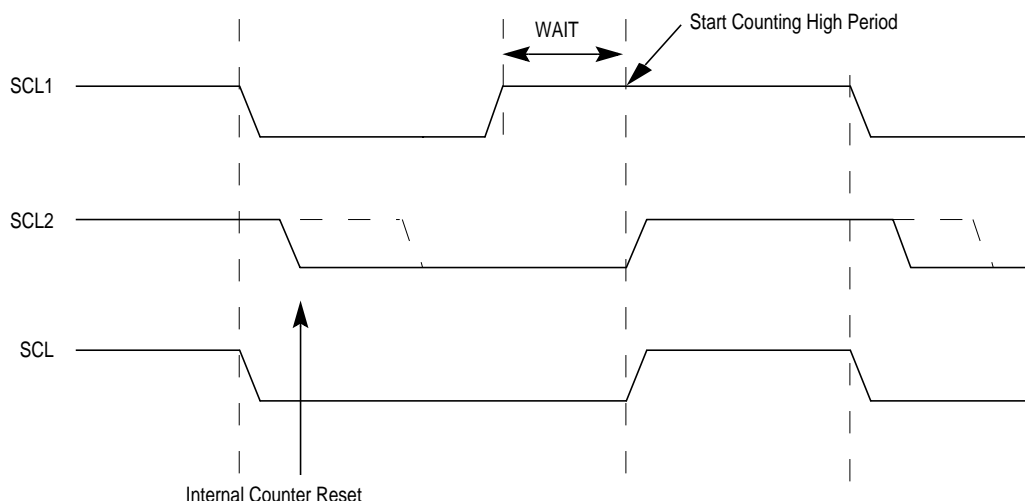 WAIT
Start Counting High Period
SCL1
SCL2
SCL
Internal Counter Reset